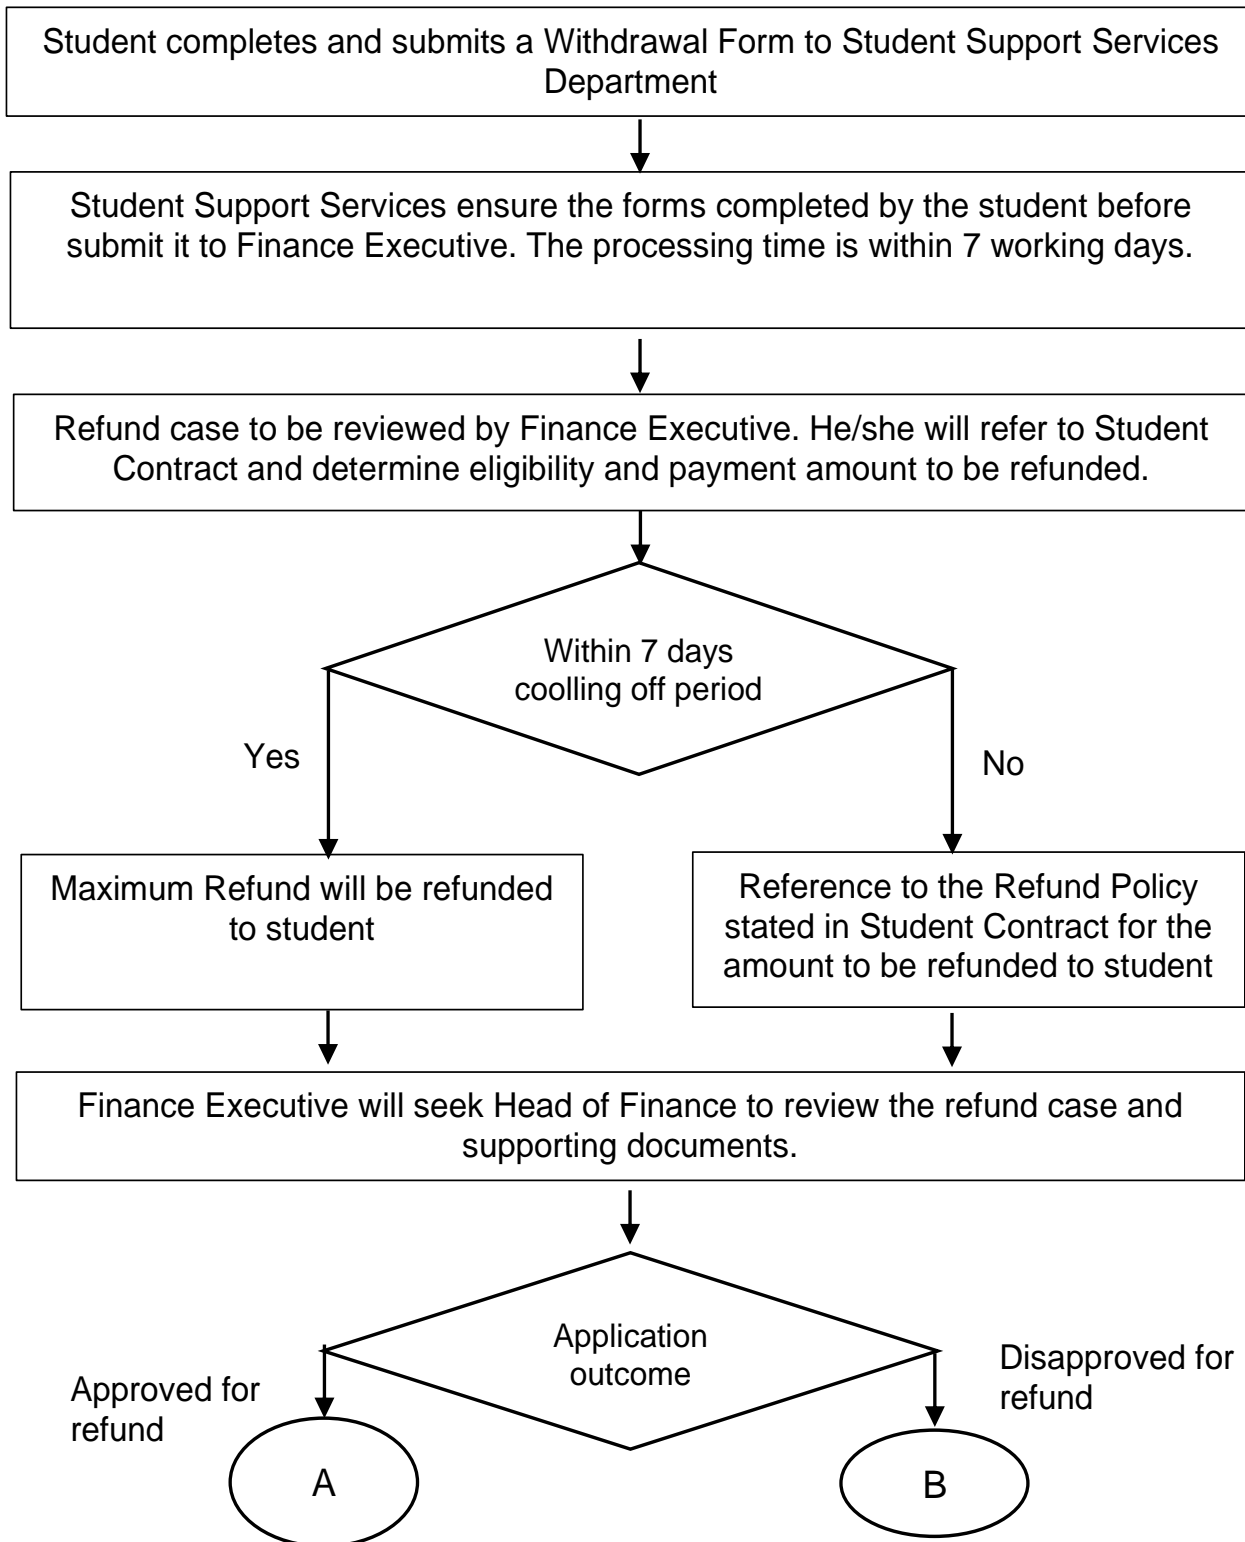 Student completes and submits a Withdrawal Form to Student Support Services
Department
Student Support Services ensure the forms completed by the student before
submit it to Finance Executive. The processing time is within 7 working days.
Refund case to be reviewed by Finance Executive. He/she will refer to Student
Contract and determine eligibility and payment amount to be refunded.
Within 7 days
coolling off period
Yes
No
Maximum Refund will be refunded
to student
Reference to the Refund Policy
stated in Student Contract for the
amount to be refunded to student
Finance Executive will seek Head of Finance to review the refund case and
supporting documents.
Application
outcome
Approved for
refund
Disapproved for
refund
A
B